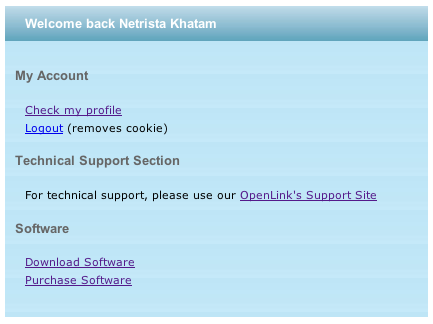 Welcome back Netrista Khatam
My Account
Check my profile
Logout (removes cookie)
Technical Support Section
For technical support, please use our OpenLink's Support Site
Software
Download Software
Purchase Software